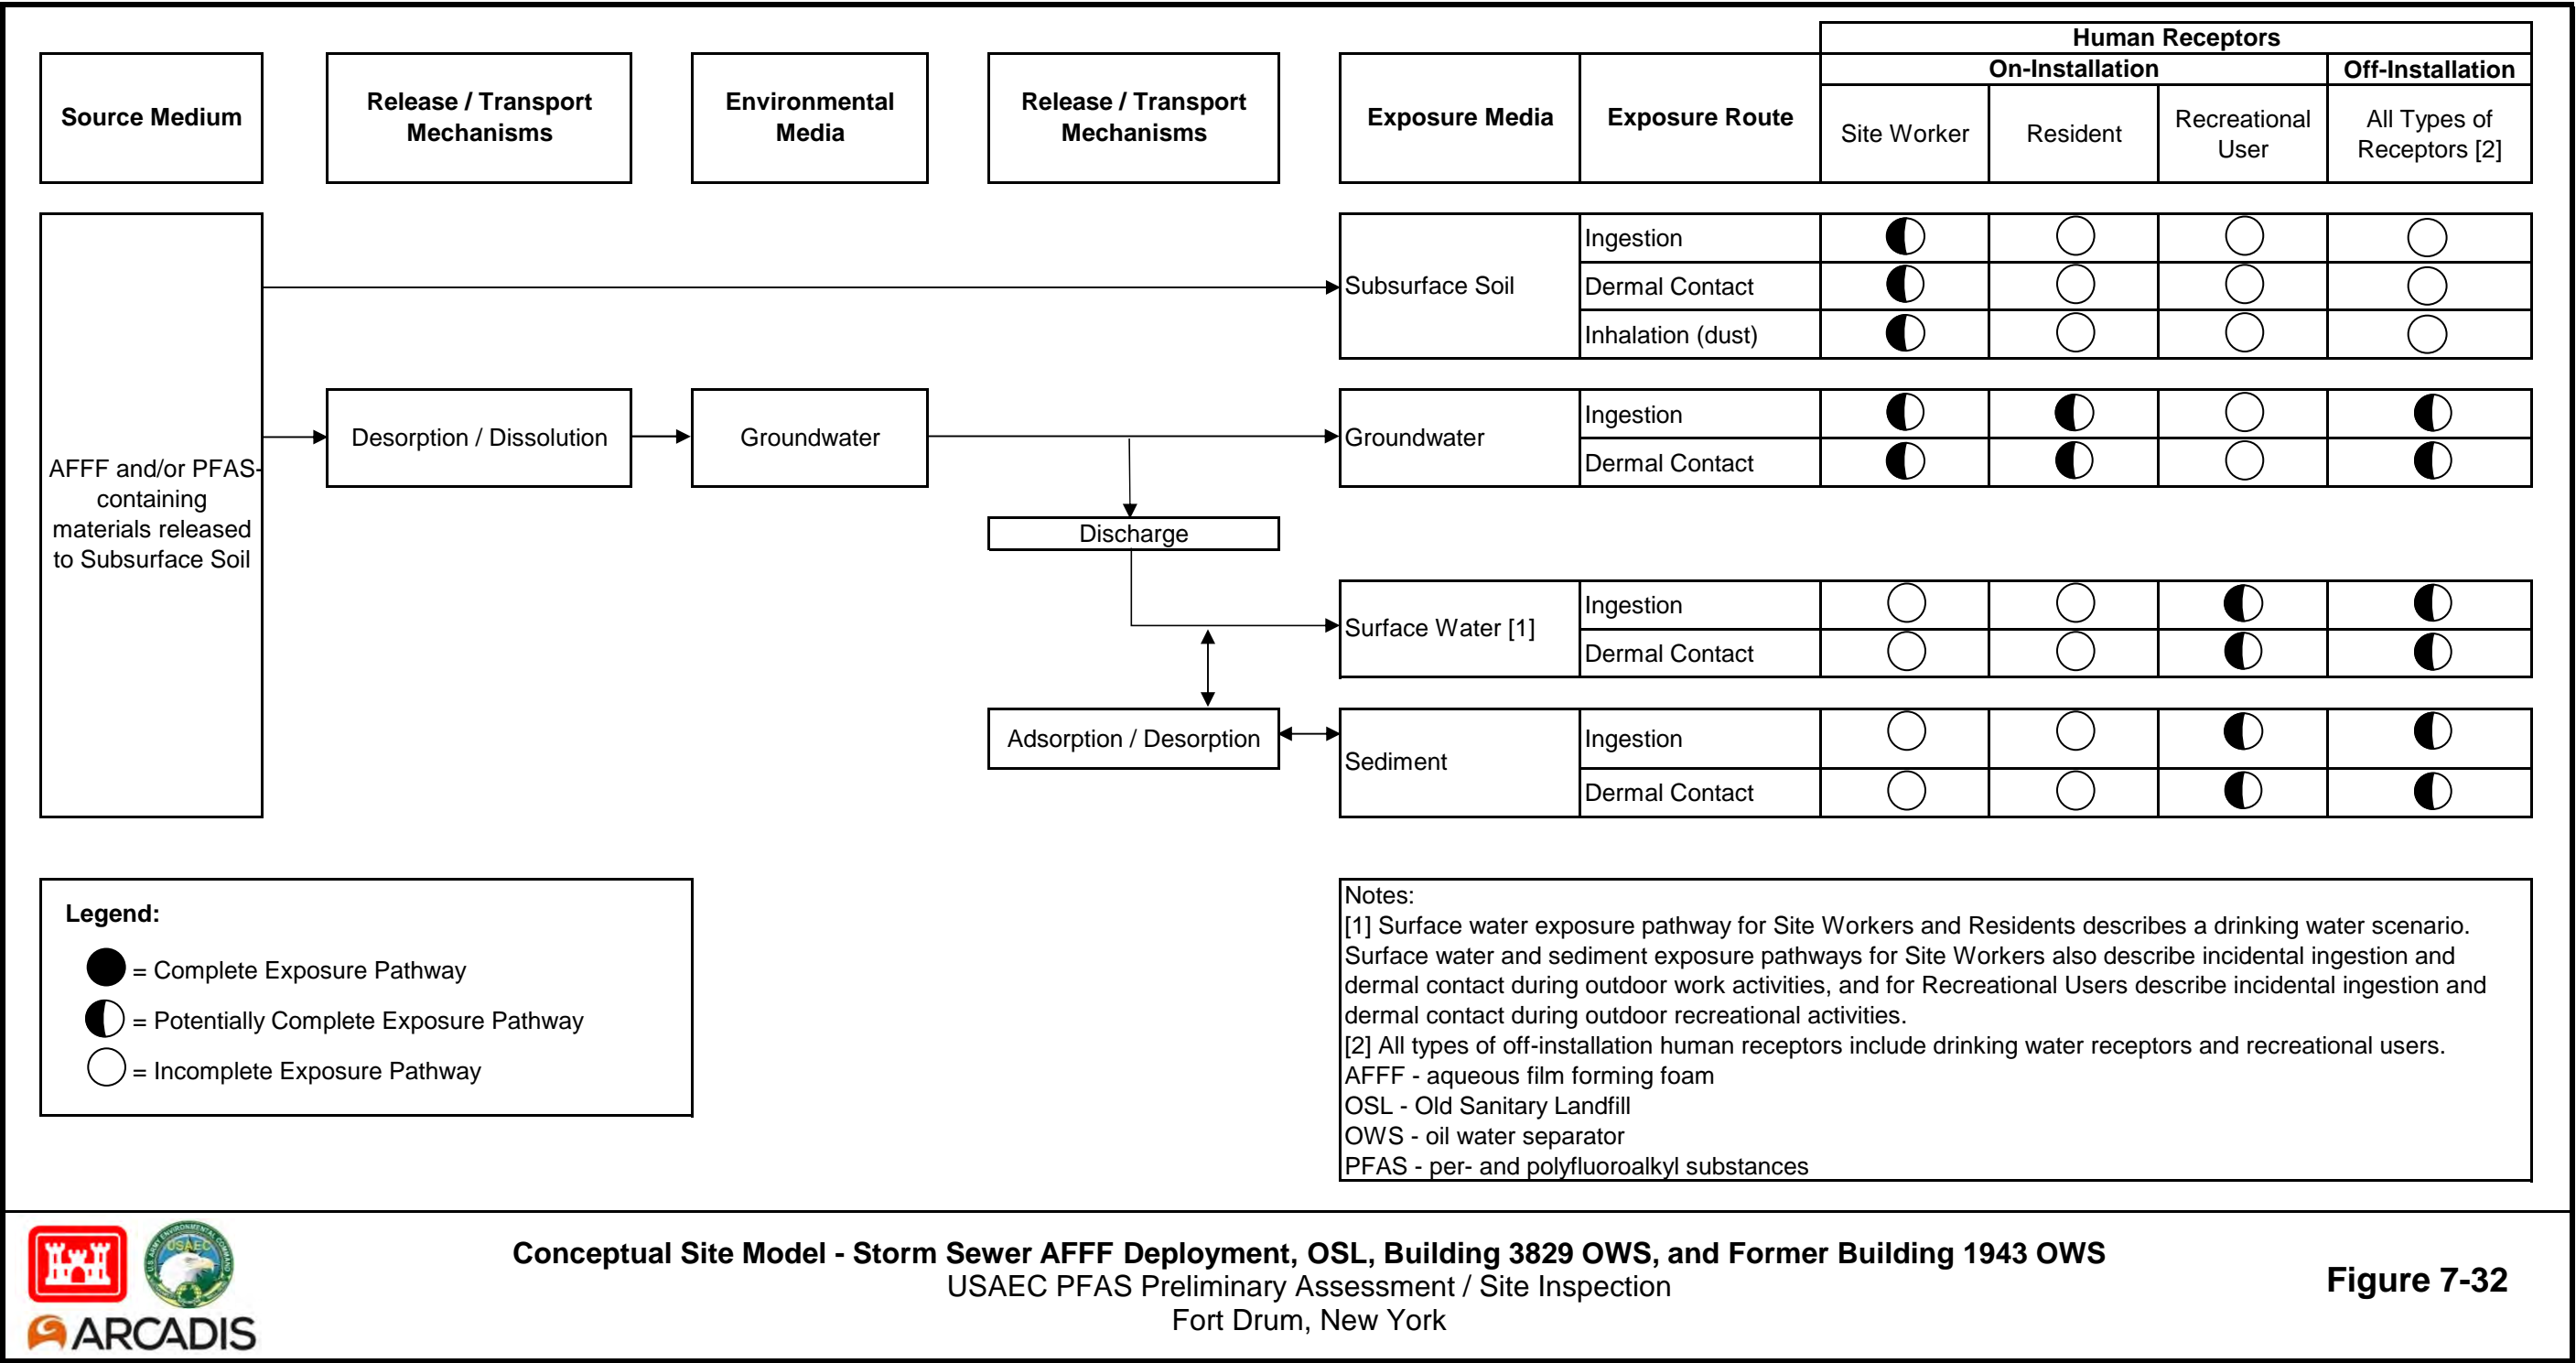 Human Receptors
On-Installation
Off-Installation
Source Medium
Release / Transport
Mechanisms
Environmental
Media
Release / Transport
Mechanisms
Exposure Media
Exposure Route
Site Worker
Resident
Recreational
User
All Types of
Receptors [2]
AFFF and/or PFAS-
containing
materials released
to Subsurface Soil
Subsurface Soil
Ingestion
Dermal Contact
Inhalation (dust)
Desorption / Dissolution
Groundwater
Groundwater
Ingestion
Dermal Contact
Discharge
Surface Water [1]
Ingestion
Dermal Contact
Adsorption / Desorption
Sediment
Ingestion
Dermal Contact
Legend:
= Complete Exposure Pathway
= Potentially Complete Exposure Pathway
= Incomplete Exposure Pathway
Notes:
[1] Surface water exposure pathway for Site Workers and Residents describes a drinking water scenario.
Surface water and sediment exposure pathways for Site Workers also describe incidental ingestion and
dermal contact during outdoor work activities, and for Recreational Users describe incidental ingestion and
dermal contact during outdoor recreational activities.
[2] All types of off-installation human receptors include drinking water receptors and recreational users.
AFFF - aqueous film forming foam
OSL - Old Sanitary Landfill
OWS - oil water separator
PFAS - per- and polyfluoroalkyl substances
U.S. ARMY ENVIRONMENTAL COMMAND
USAEC
ARCADIS
Conceptual Site Model - Storm Sewer AFFF Deployment, OSL, Building 3829 OWS, and Former Building 1943 OWS
USAEC PFAS Preliminary Assessment / Site Inspection
Fort Drum, New York
Figure 7-32